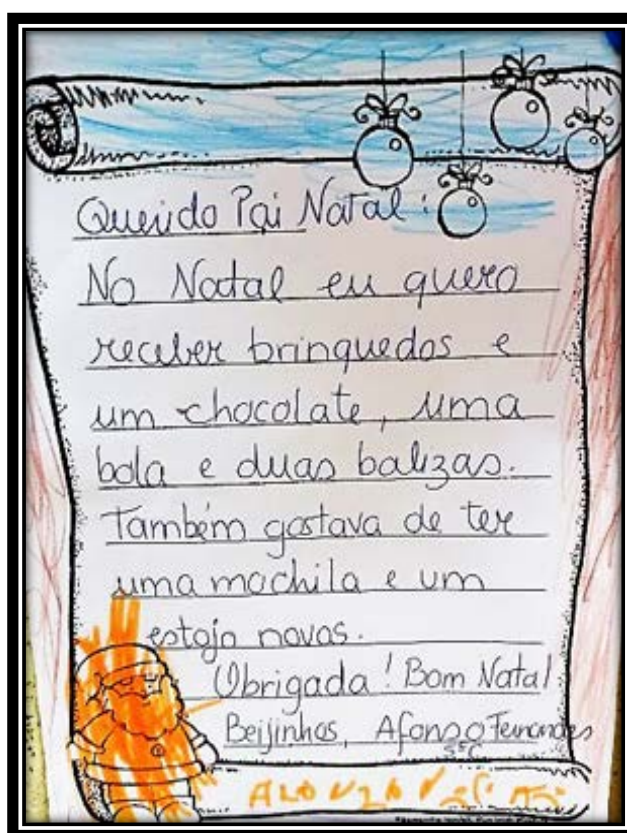 Querido Pai Natal:
No Natal eu quero
receber brinquedos e
um chocolate, uma
bola e duas balizas.
Também gostava de ter
uma mochila e um
estojo novos.
Obrigada! Bom Natal
Beijinhos, Afonso Fernandes
5ºC